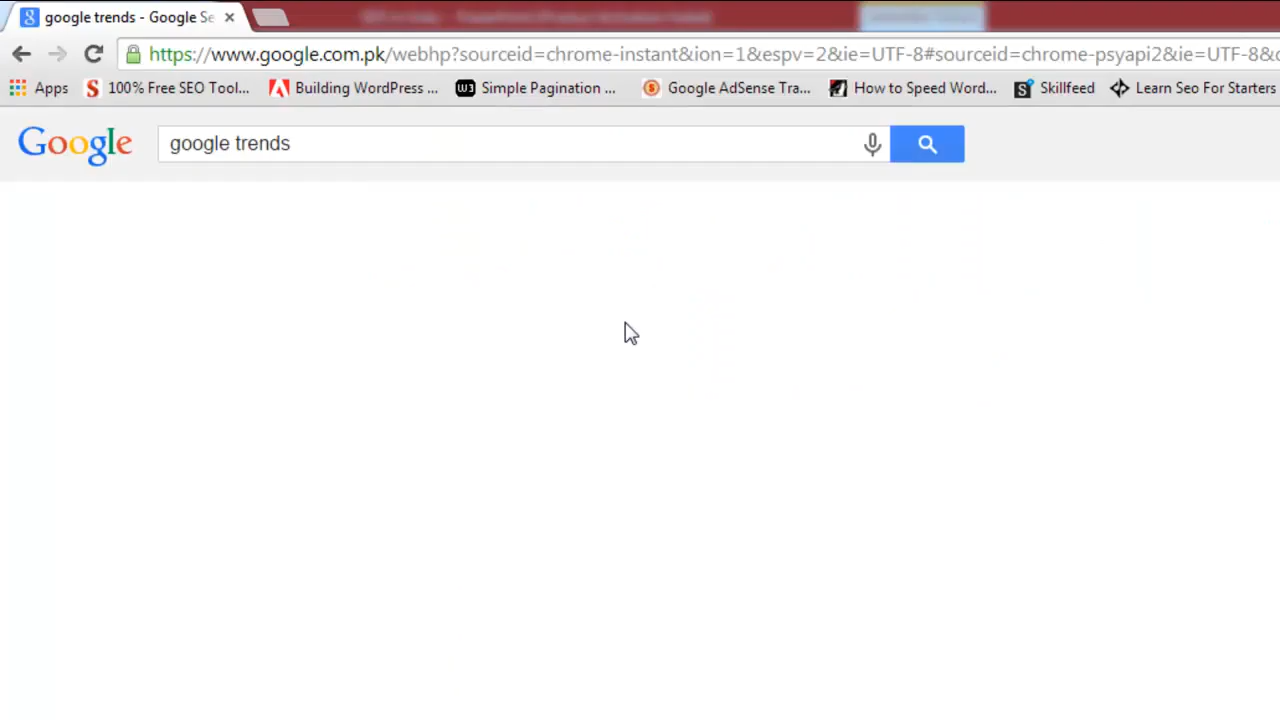 google trends - Google Se
https://www.google.com.pk/webhp?sourceid=chrome-instant&ion=1&espv=2&ie=UTF-8#sourceid=chrome-psyapi2&ie=UTF-8&
Apps 100% Free SEO Tool... Building WordPress ... W3 Simple Pagination ... Google AdSense Tra... How to Speed Word... Skillfeed Learn Seo For Starters
Google google trends